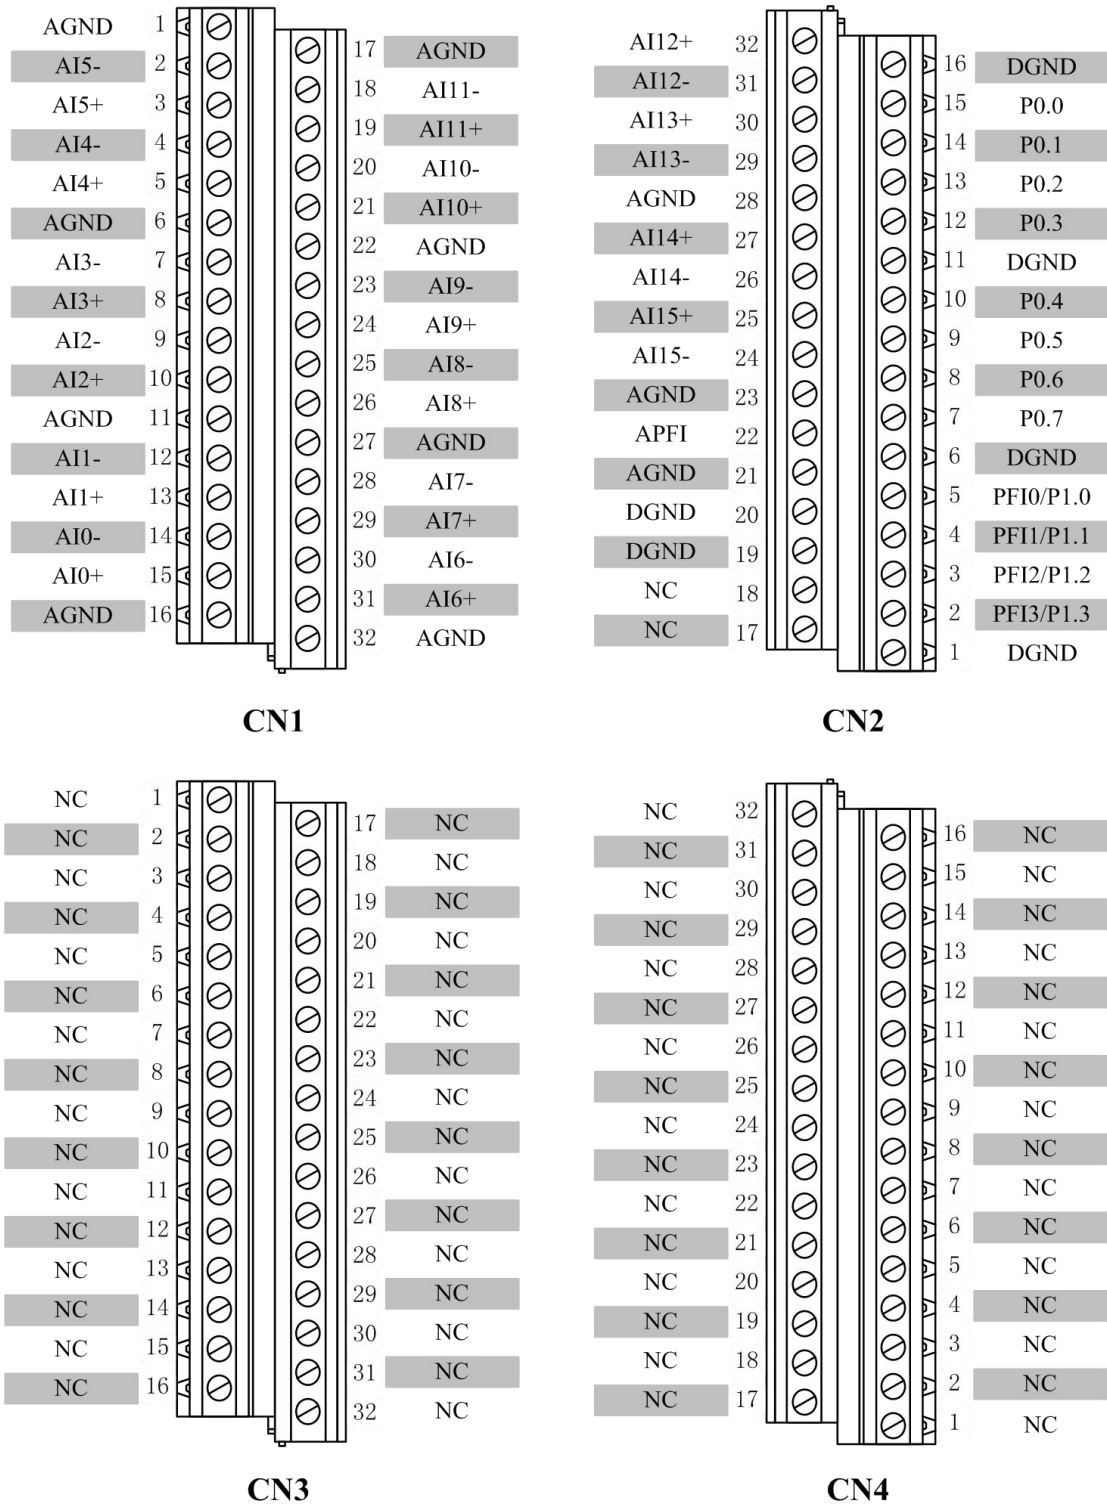 AGND 1
AI5- 2
AI5+ 3
AI4- 4
AI4+ 5
AGND 6
AI3- 7
AI3+ 8
AI2- 9
AI2+ 10
AGND 11
AI1- 12
AI1+ 13
AI0- 14
AI0+ 15
AGND 16
17 AGND
18 AI11-
19 AI11+
20 AI10-
21 AI10+
22 AGND
23 AI9-
24 AI9+
25 AI8-
26 AI8+
27 AGND
28 AI7-
29 AI7+
30 AI6-
31 AI6+
32 AGND
CN1
AI12+ 32
AI12- 31
AI13+ 30
AI13- 29
AGND 28
AI14+ 27
AI14- 26
AI15+ 25
AI15- 24
AGND 23
APFI 22
AGND 21
DGND 20
DGND 19
NC 18
NC 17
16 DGND
15 P0.0
14 P0.1
13 P0.2
12 P0.3
11 DGND
10 P0.4
9 P0.5
8 P0.6
7 P0.7
6 DGND
5 PFI0/P1.0
4 PFI1/P1.1
3 PFI2/P1.2
2 PFI3/P1.3
1 DGND
CN2
NC 1
NC 2
NC 3
NC 4
NC 5
NC 6
NC 7
NC 8
NC 9
NC 10
NC 11
NC 12
NC 13
NC 14
NC 15
NC 16
17 NC
18 NC
19 NC
20 NC
21 NC
22 NC
23 NC
24 NC
25 NC
26 NC
27 NC
28 NC
29 NC
30 NC
31 NC
32 NC
CN3
NC 32
NC 31
NC 30
NC 29
NC 28
NC 27
NC 26
NC 25
NC 24
NC 23
NC 22
NC 21
NC 20
NC 19
NC 18
NC 17
16 NC
15 NC
14 NC
13 NC
12 NC
11 NC
10 NC
9 NC
8 NC
7 NC
6 NC
5 NC
4 NC
3 NC
2 NC
1 NC
CN4